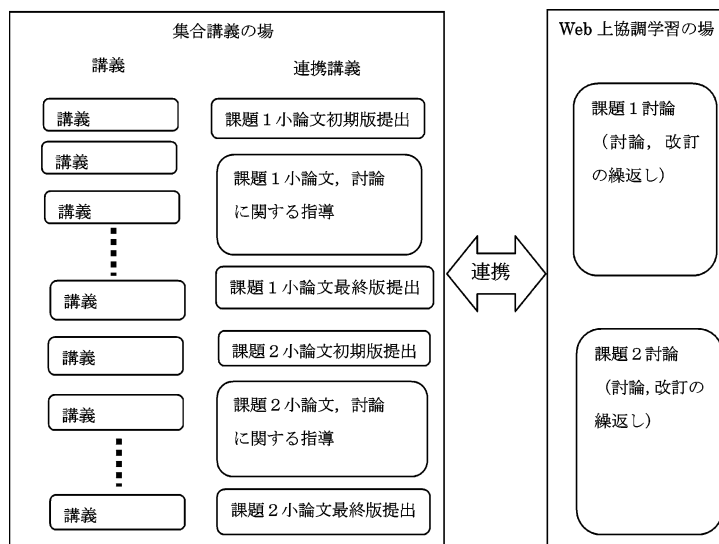 集合講義の場
講義
連携講義
講義
講義
講義
講義
講義
講義
講義
課題１小論文初期版提出
課題１小論文，討論
に関する指導
課題１小論文最終版提出
課題２小論文初期版提出
課題２小論文，討論
に関する指導
課題２小論文最終版提出
連携
Web 上協調学習の場
課題１討論
（討論，改訂
の繰返し）
課題２討論
（討論,改訂の
繰返し）